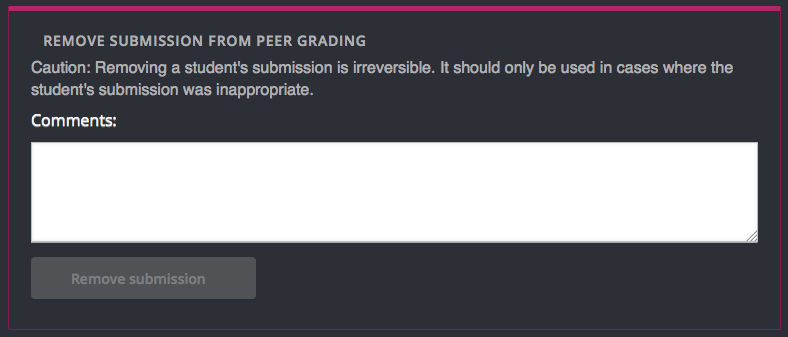 REMOVE SUBMISSION FROM PEER GRADING
Caution: Removing a student's submission is irreversible. It should only be used in cases where the
student's submission was inappropriate.
Comments:
Remove submission